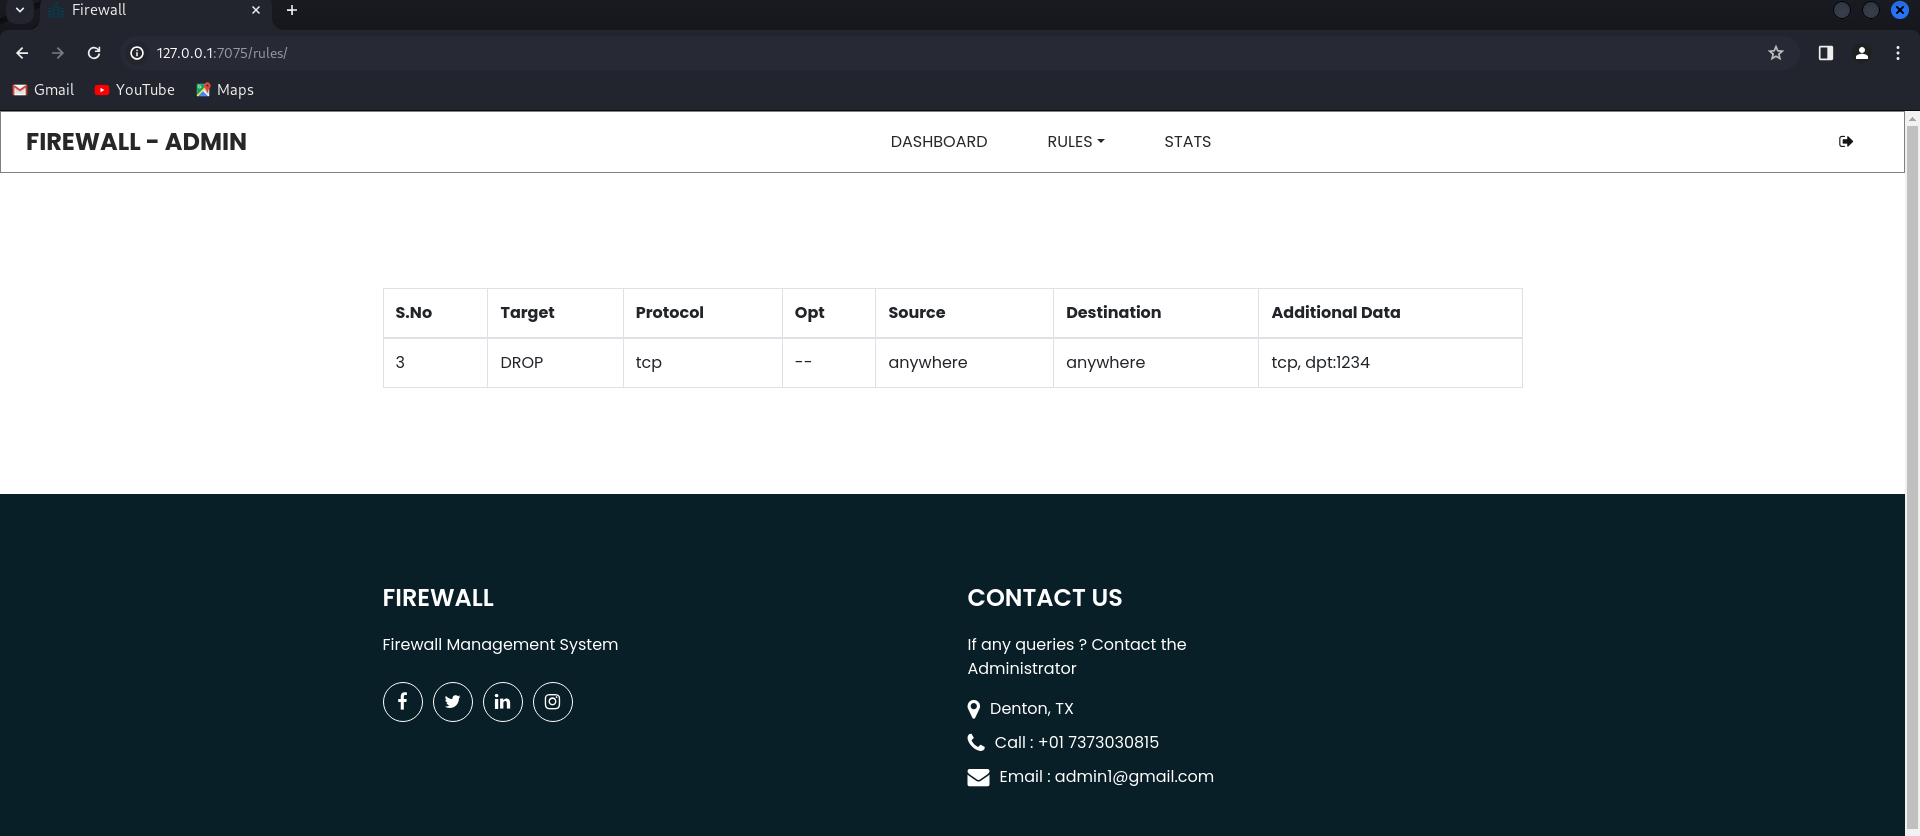 Firewall
127.0.0.1:7075/rules/
Gmail YouTube Maps
FIREWALL - ADMIN DASHBOARD RULES STATS
S.No Target Protocol Opt Source Destination Additional Data
3 DROP tcp -- anywhere anywhere tcp, dpt:1234
FIREWALL
Firewall Management System
CONTACT US
If any queries ? Contact the
Administrator
Denton, TX
Call : +01 7373030815
Email : admin1@gmail.com